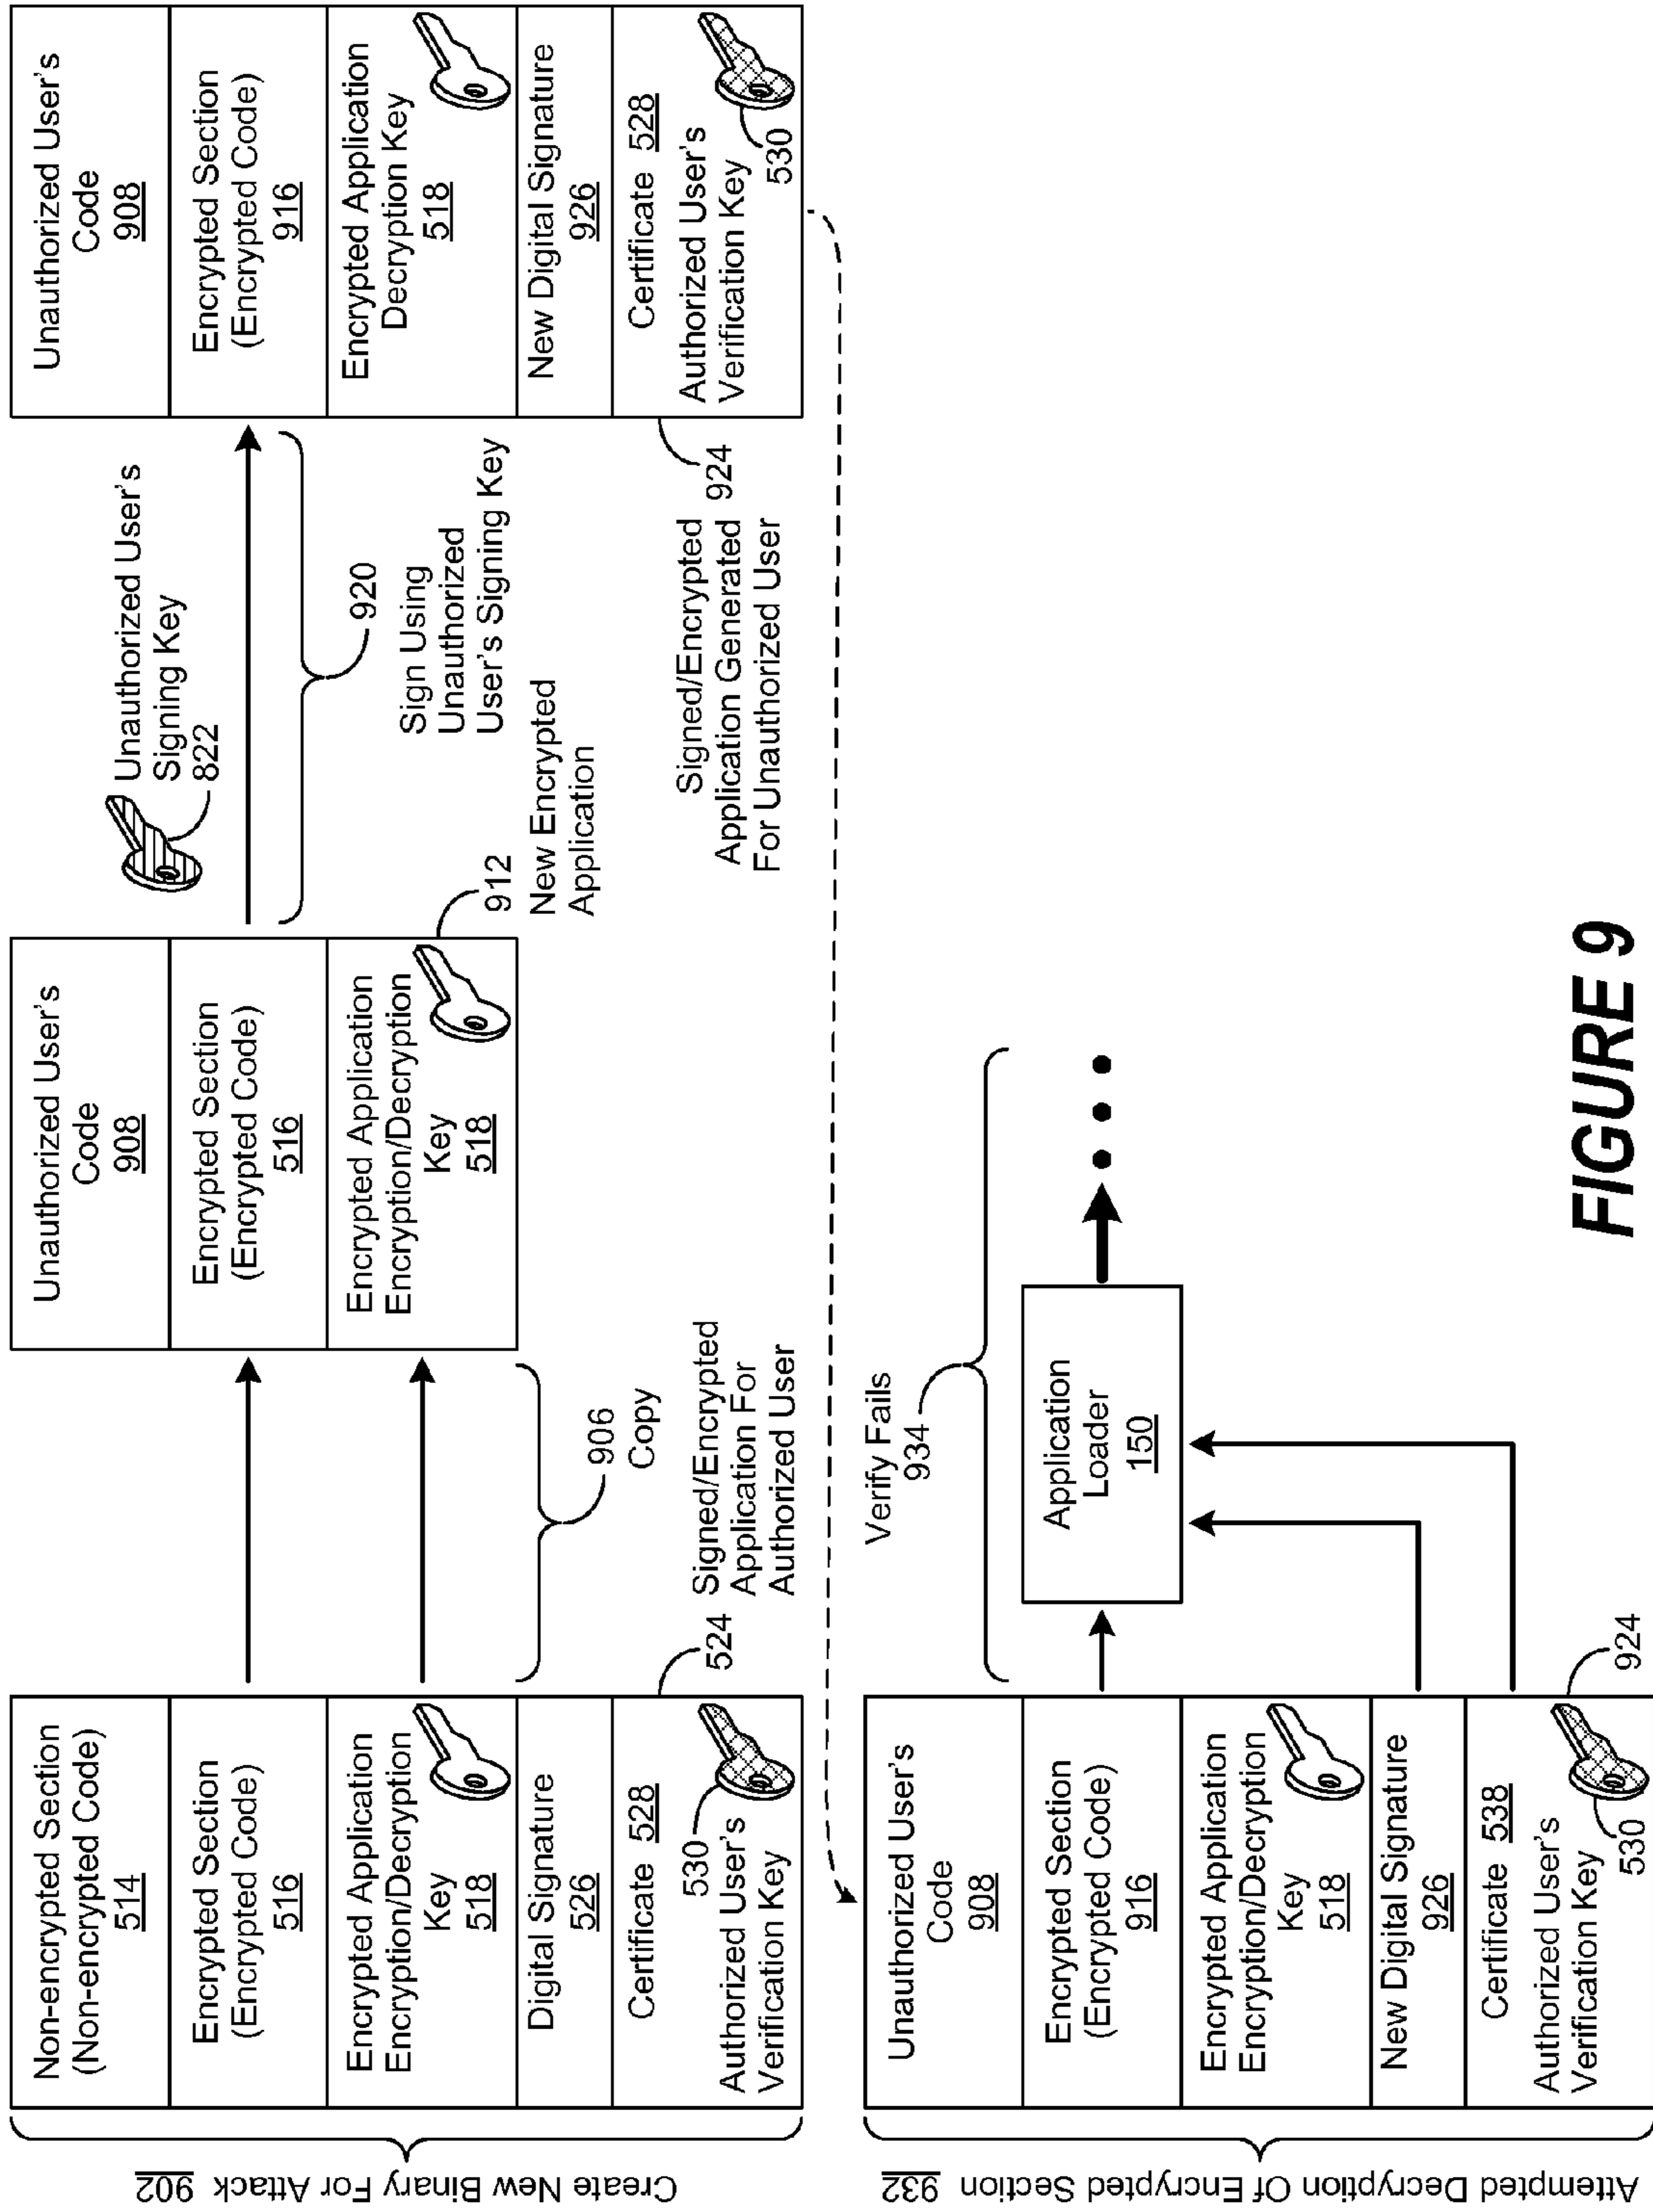 Create New Binary For Attack 902
Non-encrypted Section
(Non-encrypted Code)
514
Encrypted Section
(Encrypted Code)
516
Encrypted Application
Encryption/Decryption
Key
518
Digital Signature
526
Certificate 528
530
Authorized User's
Verification Key
906
Copy
524 Signed/Encrypted
Application For
Authorized User
Unauthorized User's
Code
908
Encrypted Section
(Encrypted Code)
516
Encrypted Application
Encryption/Decryption
Key
518
912
New Encrypted
Application
Unauthorized User's
Signing Key
822
920
Sign Using
Unauthorized
User's Signing Key
Unauthorized User's
Code
908
Encrypted Section
(Encrypted Code)
916
Encrypted Application
Decryption Key
518
New Digital Signature
926
Certificate 528
Authorized User's
Verification Key
530
Signed/Encrypted 924
Application Generated
For Unauthorized User
Attempted Decryption Of Encrypted Section 932
Unauthorized User's
Code
908
Encrypted Section
(Encrypted Code)
916
Encrypted Application
Encryption/Decryption
Key
518
New Digital Signature
926
Certificate 538
Authorized User's
Verification Key
530
924
Verify Fails
934
Application
Loader
150
FIGURE 9